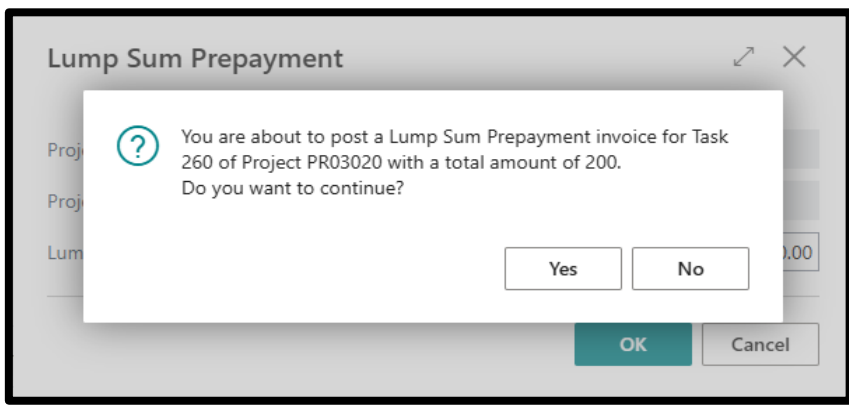 Lump Sum Prepayment
You are about to post a Lump Sum Prepayment invoice for Task
260 of Project PR03020 with a total amount of 200.
Do you want to continue?
Yes
No
OK
Cancel